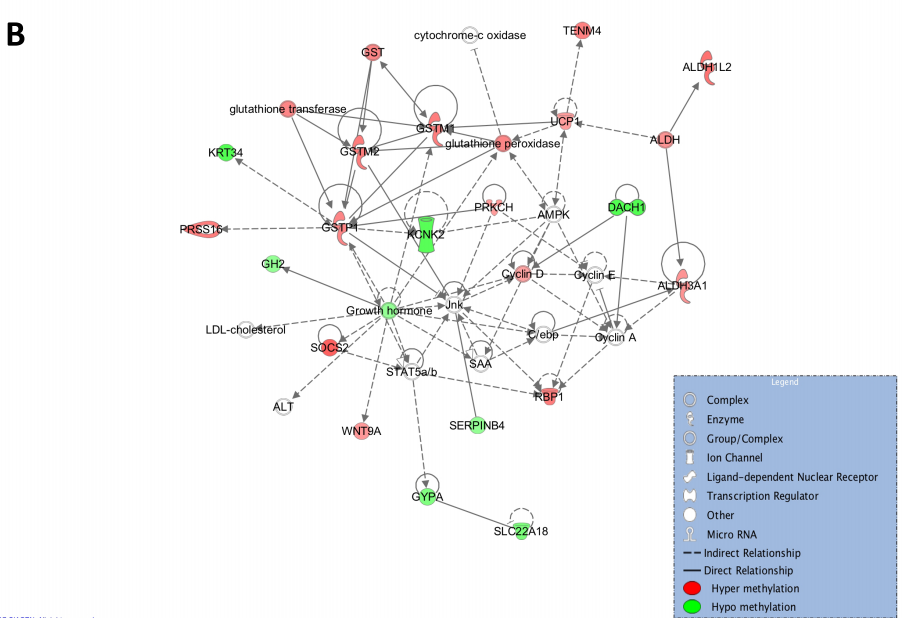 B
cytochrome-c oxidase
TENM4
GST
ALDH1L2
glutathione transferase
GSTM1
UCP1
glutathione peroxidase
ALDH
KRT34
GSTM2
PRKCH
AMPK
DACH1
PRSS16
GSTP1
KCNK2
GH2
Cyclin D
Cyclin E
ALDH3A1
Growth hormone
Jnk
LDL-cholesterol
C/ebp
Cyclin A
SOCS2
SAA
STAT5a/b
RBP1
ALT
WNT9A
SERPINB4
GYPA
SLC22A18
Legend
Complex
Enzyme
Group/Complex
Ion Channel
Ligand-dependent Nuclear Receptor
Transcription Regulator
Other
Micro RNA
Indirect Relationship
Direct Relationship
Hyper methylation
Hypo methylation